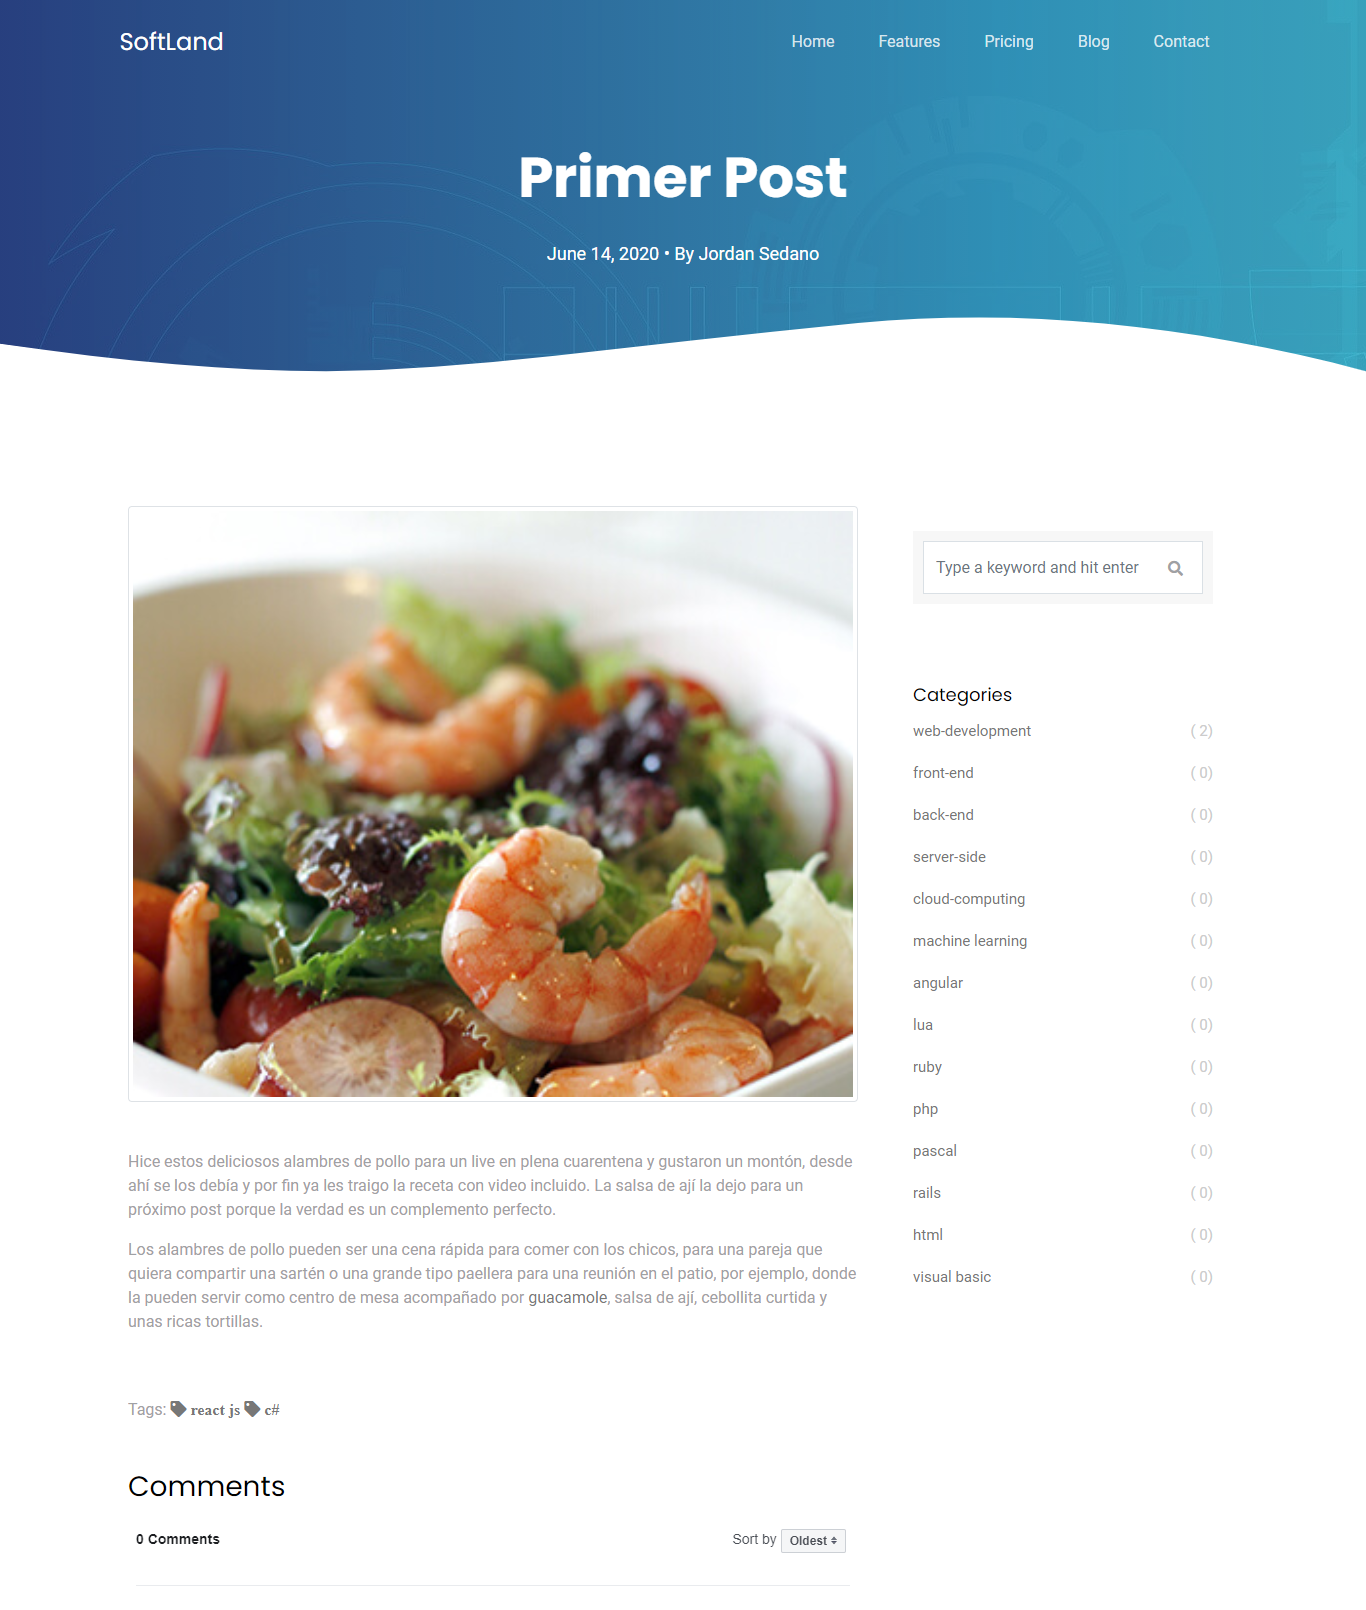 SoftLand
Home Features Pricing Blog Contact
Primer Post
June 14, 2020 • By Jordan Sedano
Type a keyword and hit enter
Categories
web-development ( 2)
front-end ( 0)
back-end ( 0)
server-side ( 0)
cloud-computing ( 0)
machine learning ( 0)
angular ( 0)
lua ( 0)
ruby ( 0)
php ( 0)
pascal ( 0)
rails ( 0)
html ( 0)
visual basic ( 0)
Hice estos deliciosos alambres de pollo para un live en plena cuarentena y gustaron un montón, desde
ahí se los debía y por fin ya les traigo la receta con video incluido. La salsa de ají la dejo para un
próximo post porque la verdad es un complemento perfecto.
Los alambres de pollo pueden ser una cena rápida para comer con los chicos, para una pareja que
quiera compartir una sartén o una grande tipo paellera para una reunión en el patio, por ejemplo, donde
la pueden servir como centro de mesa acompañado por guacamole, salsa de ají, cebollita curtida y
unas ricas tortillas.
Tags: react js c#
Comments
0 Comments Sort by Oldest